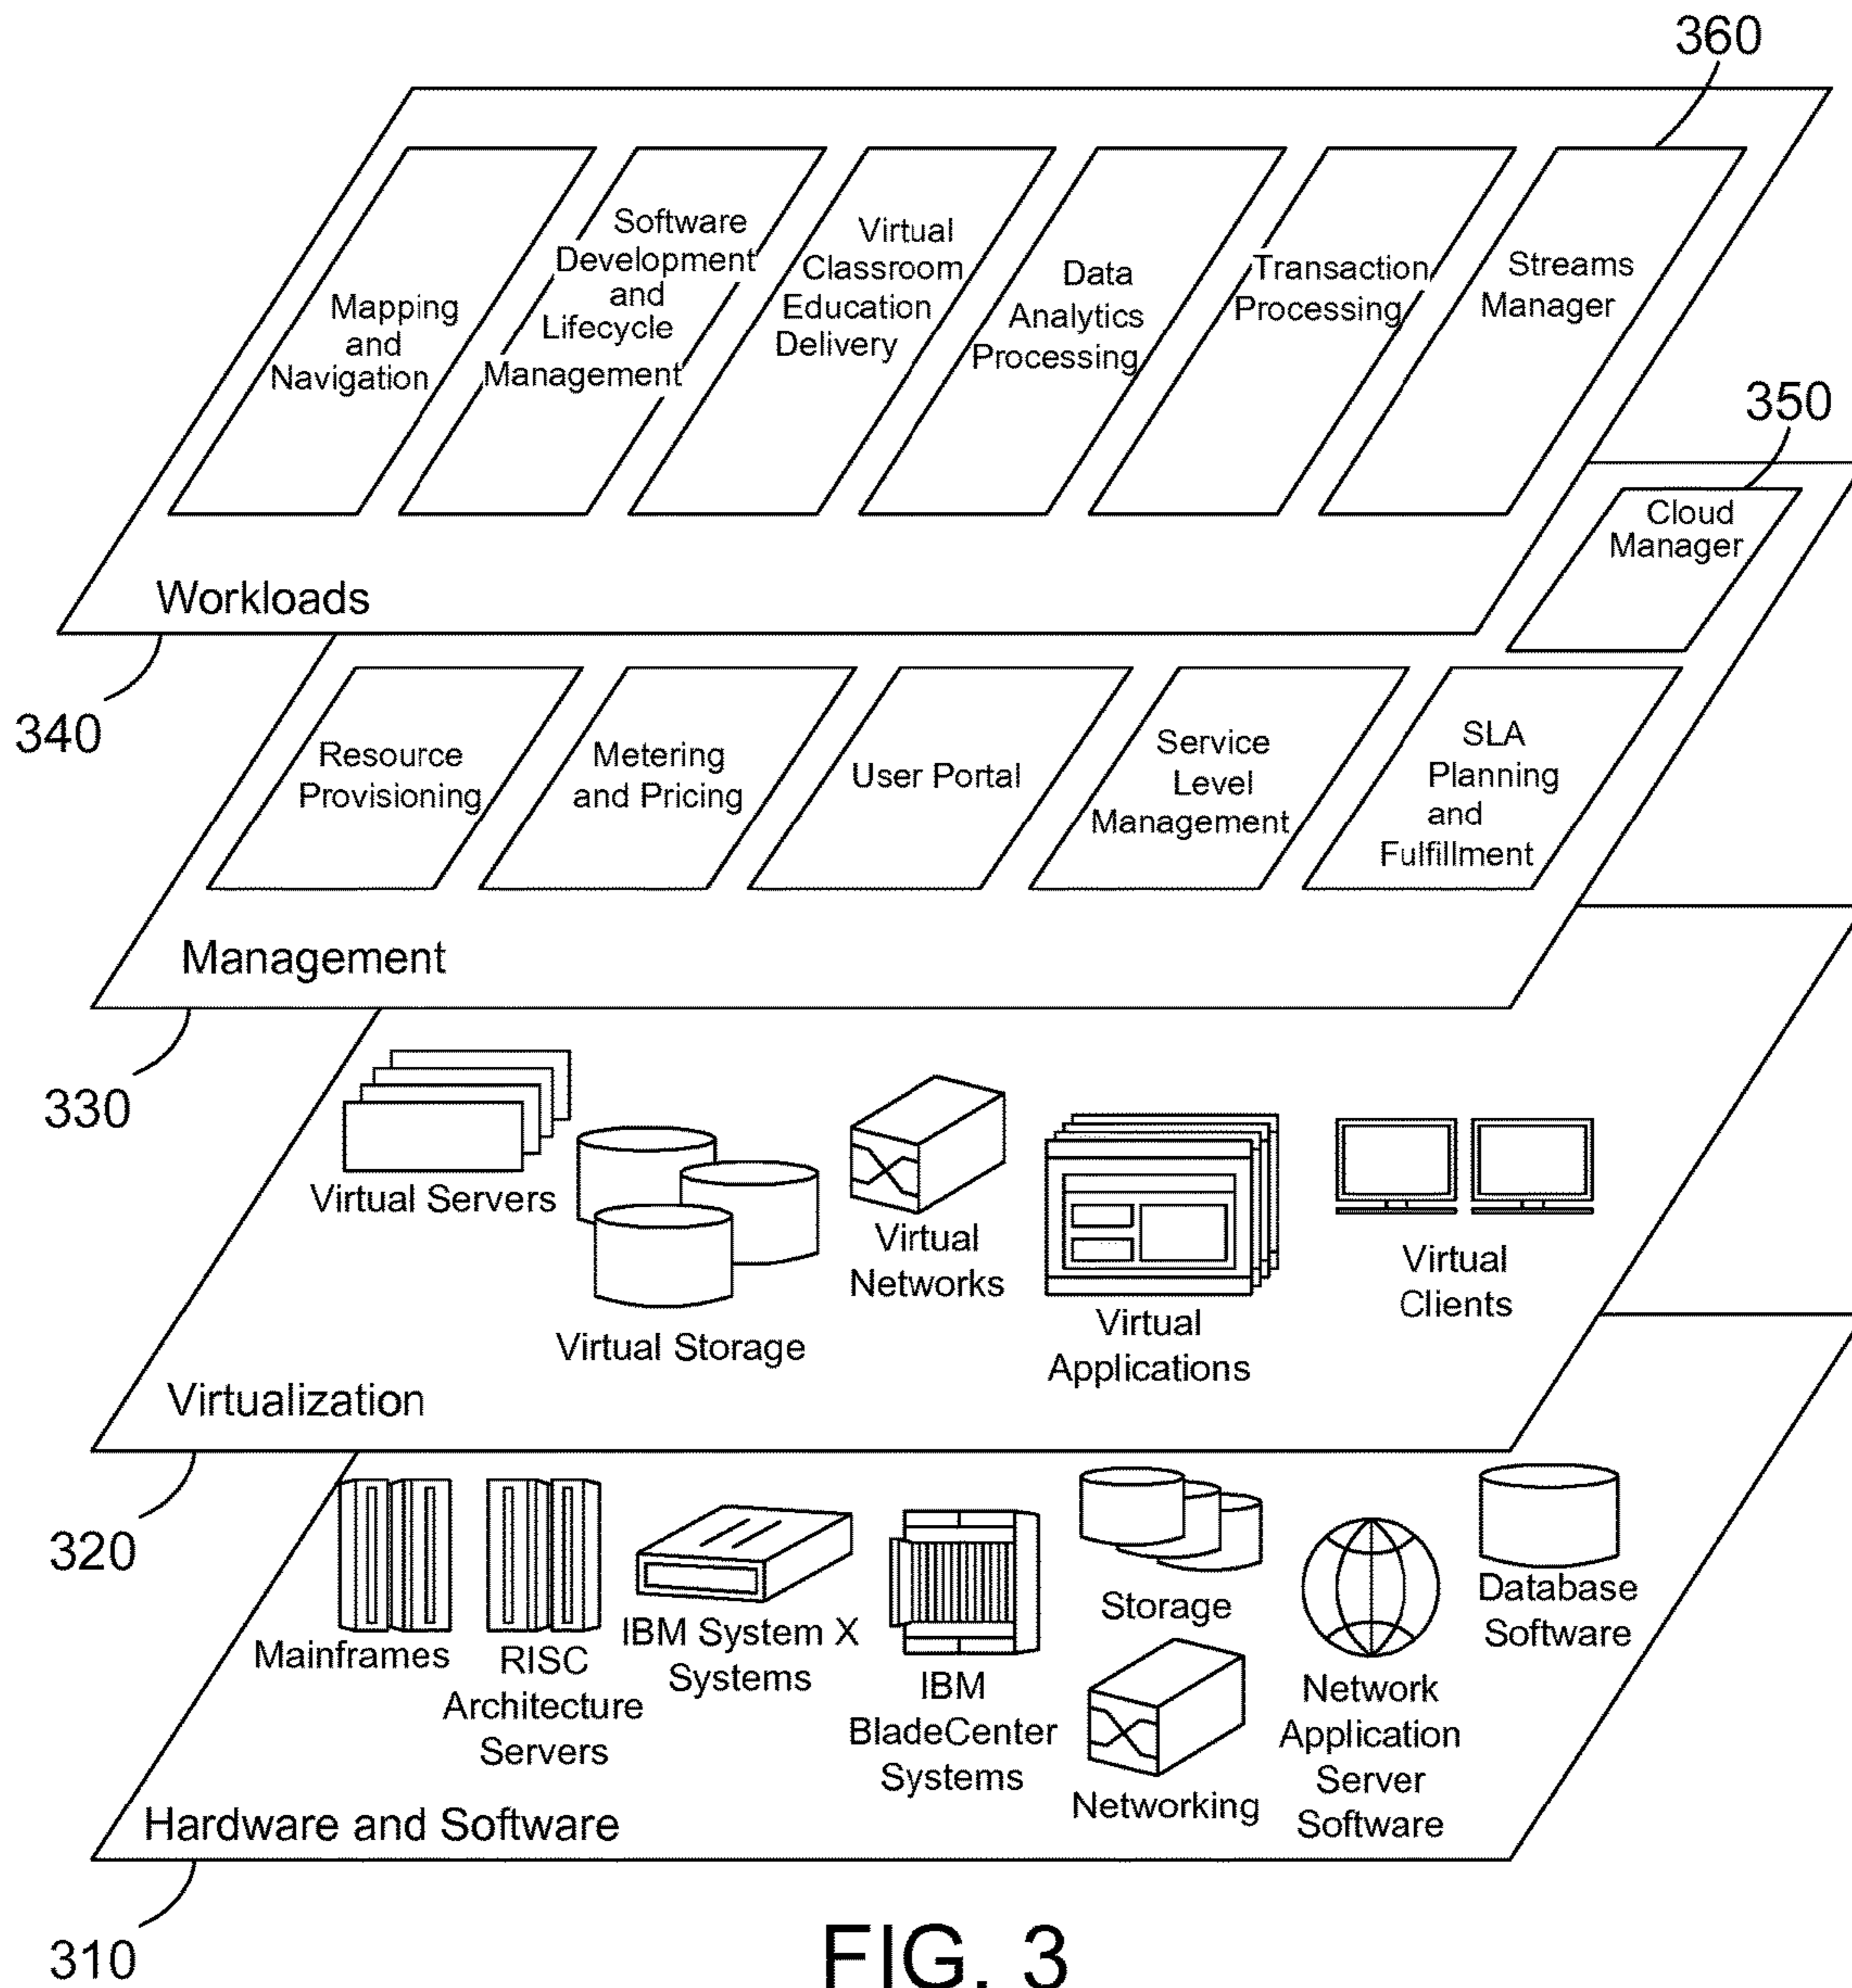 360
Mapping
and
Navigation
Software
Development
and
Lifecycle
Management
Virtual
Classroom
Education
Delivery
Data
Analytics
Processing
Transaction
Processing
Streams
Manager
Workloads
340
350
Cloud
Manager
Resource
Provisioning
Metering
and Pricing
User Portal
Service
Level
Management
SLA
Planning
and
Fulfillment
Management
330
Virtual Servers
Virtual Storage
Virtual
Networks
Virtual
Applications
Virtual
Clients
Virtualization
320
Mainframes
RISC
Architecture
Servers
IBM System X
Systems
IBM
BladeCenter
Systems
Storage
Networking
Network
Application
Server
Software
Database
Software
Hardware and Software
310
FIG. 3